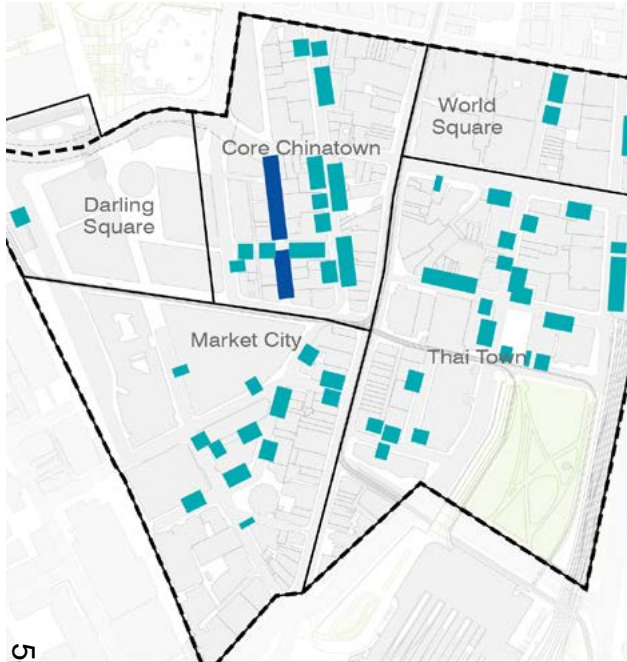 World
Square
Core Chinatown
Darling
Square
Market City
Thai Town
5